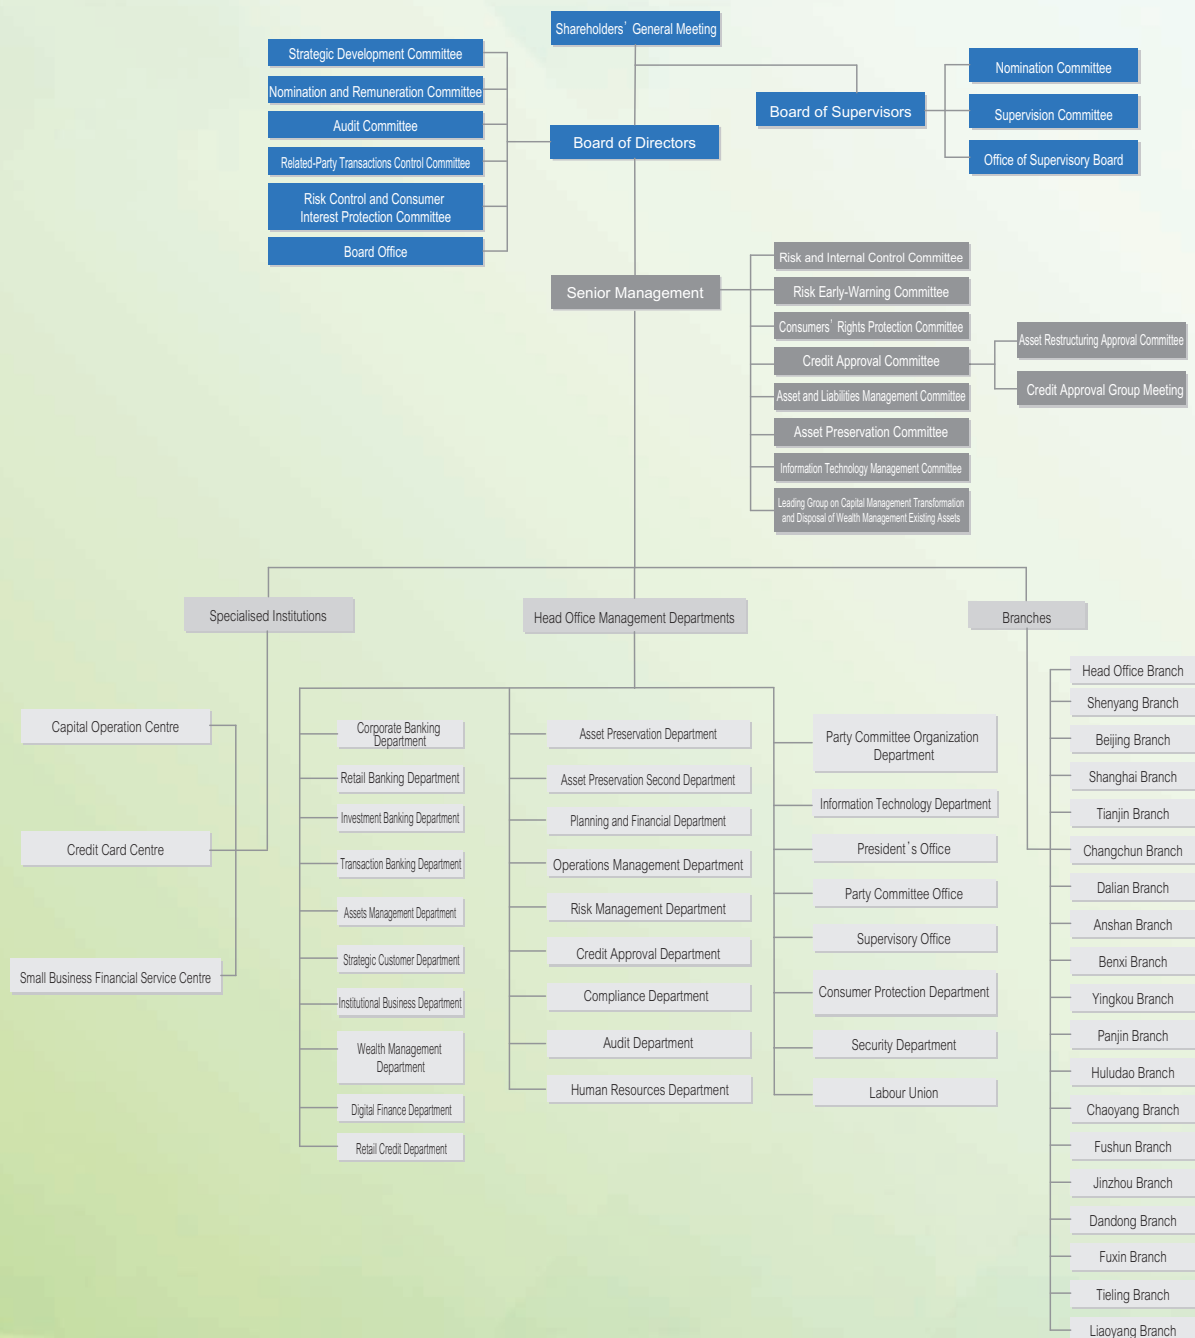 Shareholders’ General Meeting
Strategic Development Committee
Nomination and Remuneration Committee
Audit Committee
Related-Party Transactions Control Committee
Risk Control and Consumer
Interest Protection Committee
Board Office
Board of Directors
Board of Supervisors
Nomination Committee
Supervision Committee
Office of Supervisory Board
Senior Management
Risk and Internal Control Committee
Risk Early-Warning Committee
Consumers’ Rights Protection Committee
Credit Approval Committee
Asset and Liabilities Management Committee
Asset Preservation Committee
Information Technology Management Committee
Leading Group on Capital Management Transformation
and Disposal of Wealth Management Existing Assets
Asset Restructuring Approval Committee
Credit Approval Group Meeting
Specialised Institutions
Head Office Management Departments
Branches
Capital Operation Centre
Credit Card Centre
Small Business Financial Service Centre
Corporate Banking
Department
Retail Banking Department
Investment Banking Department
Transaction Banking Department
Assets Management Department
Strategic Customer Department
Institutional Business Department
Wealth Management
Department
Digital Finance Department
Retail Credit Department
Asset Preservation Department
Asset Preservation Second Department
Planning and Financial Department
Operations Management Department
Risk Management Department
Credit Approval Department
Compliance Department
Audit Department
Human Resources Department
Party Committee Organization
Department
Information Technology Department
President’s Office
Party Committee Office
Supervisory Office
Consumer Protection Department
Security Department
Labour Union
Head Office Branch
Shenyang Branch
Beijing Branch
Shanghai Branch
Tianjin Branch
Changchun Branch
Dalian Branch
Anshan Branch
Benxi Branch
Yingkou Branch
Panjin Branch
Huludao Branch
Chaoyang Branch
Fushun Branch
Jinzhou Branch
Dandong Branch
Fuxin Branch
Tieling Branch
Liaoyang Branch